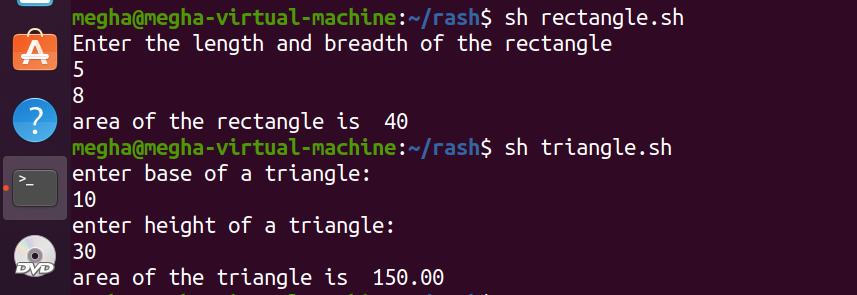 megha@megha-virtual-machine:~/rash$ sh rectangle.sh
Enter the length and breadth of the rectangle
5
8
area of the rectangle is  40
megha@megha-virtual-machine:~/rash$ sh triangle.sh
enter base of a triangle:
10
enter height of a triangle:
30
area of the triangle is  150.00
>_
DVD
?